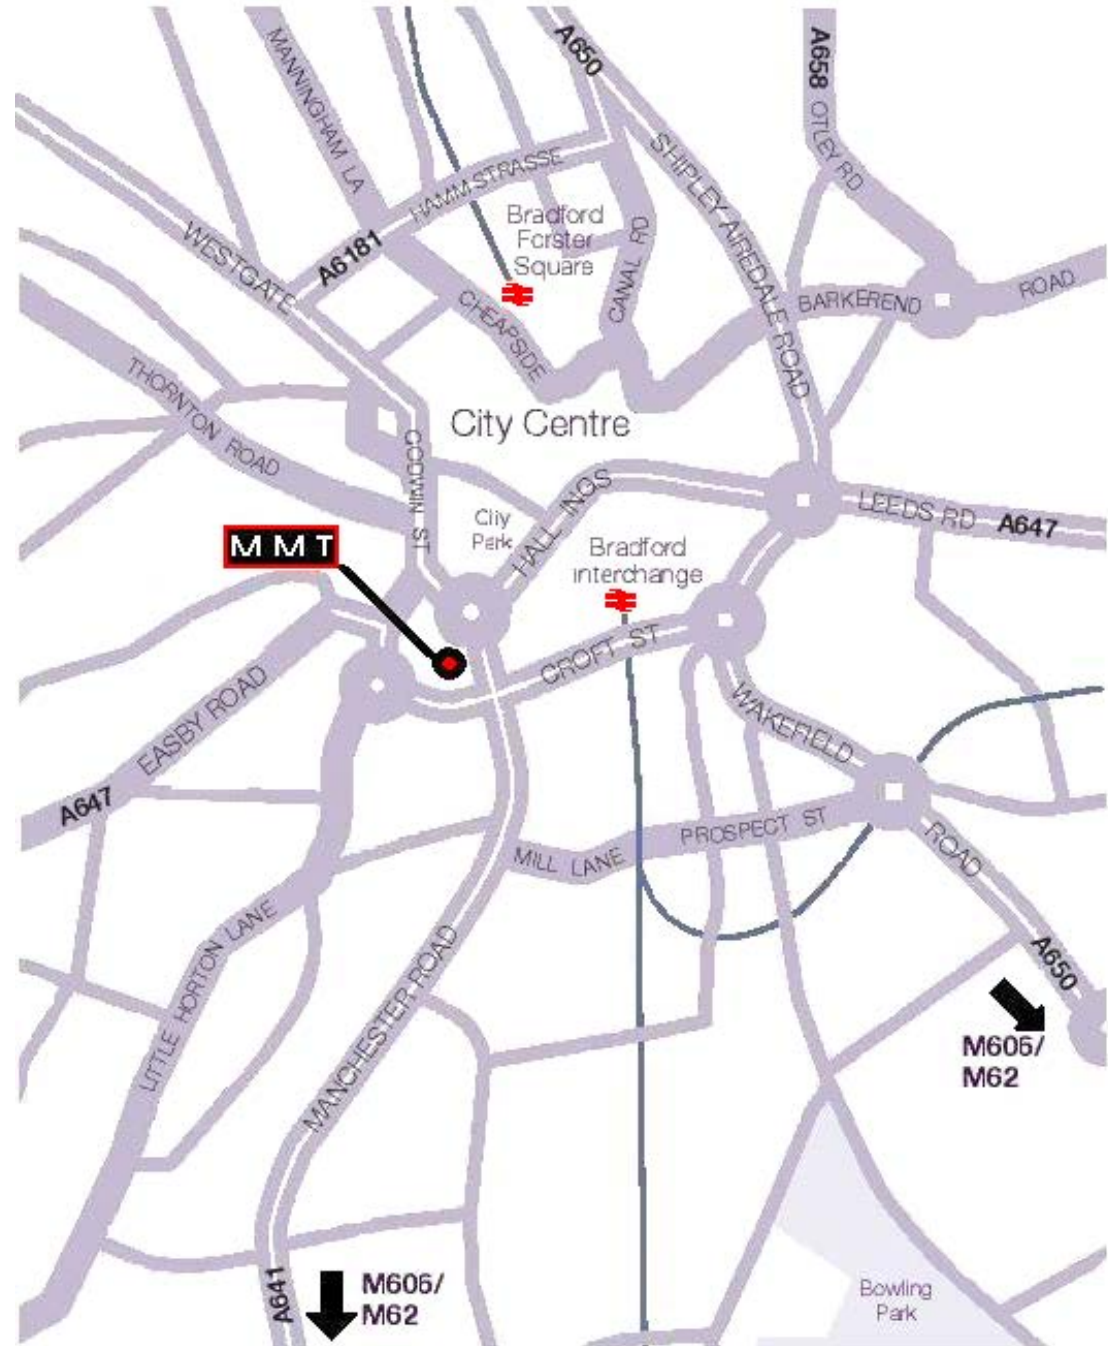 A650
A658
OTLEY RD
MANNINGHAM LA
HAMM STRASSE
SHIPLEY AIREDALE ROAD
WESTGATE
A6181
Bradford
Forster
Square
CANAL RD
CHEAPSIDE
BARKEREND
ROAD
THORNTON ROAD
City Centre
GODWIN ST
City
Park
HALL INGS
LEEDS RD
A647
MMT
Bradford
interchange
CROFT ST
EASBY ROAD
A647
WAKEFIELD
ROAD
PROSPECT ST
MILL LANE
LITTLE HORTON LANE
MANCHESTER ROAD
A650
M606/
M62
A641
M606/
M62
Bowling
Park